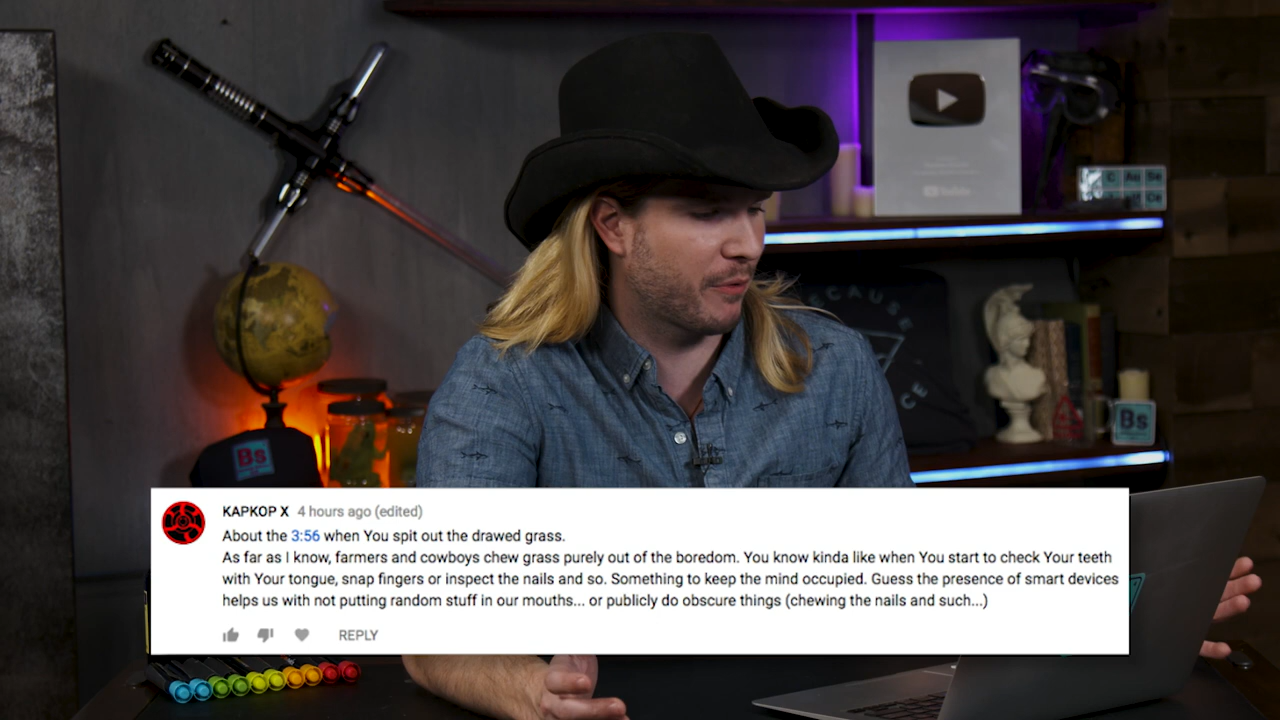 C Au Se
BECAUSE
CE
Bs
Bs
KAPKOP X 4 hours ago (edited)
About the 3:56 when You spit out the drawed grass.
As far as I know, farmers and cowboys chew grass purely out of the boredom. You know kinda like when You start to check Your teeth
with Your tongue, snap fingers or inspect the nails and so. Something to keep the mind occupied. Guess the presence of smart devices
helps us with not putting random stuff in our mouths... or publicly do obscure things (chewing the nails and such...)
REPLY